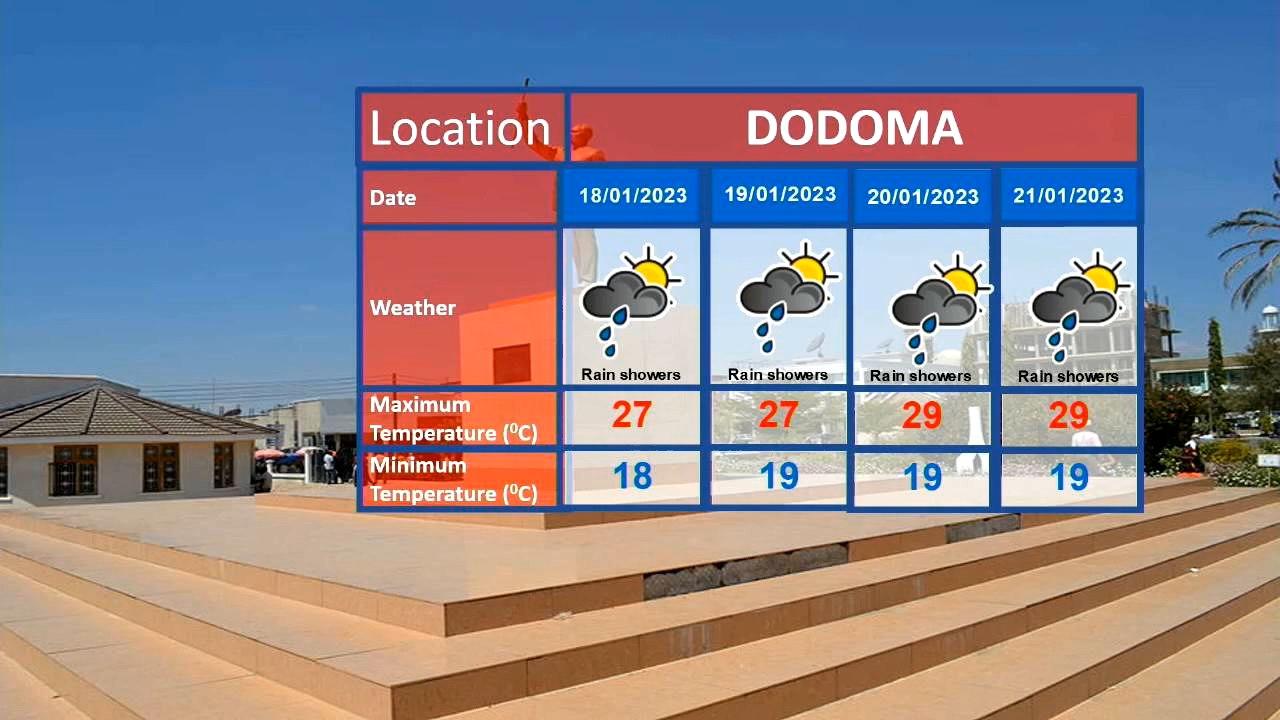 Location DODOMA
Date 18/01/2023 19/01/2023 20/01/2023 21/01/2023
Weather Rain showers Rain showers Rain showers Rain showers
Maximum
Temperature (⁰C) 27 27 29 29
Minimum
Temperature (⁰C) 18 19 19 19